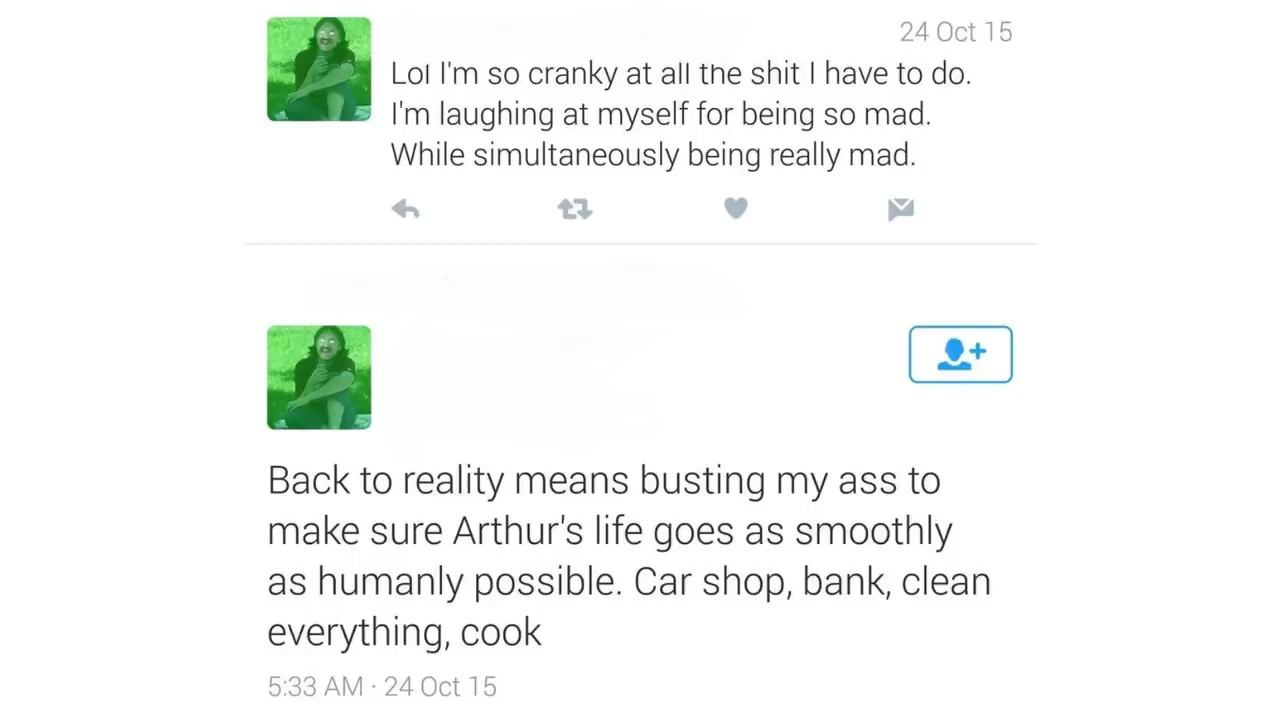 24 Oct 15
Lol I'm so cranky at all the shit I have to do.
I'm laughing at myself for being so mad.
While simultaneously being really mad.
Back to reality means busting my ass to
make sure Arthur's life goes as smoothly
as humanly possible. Car shop, bank, clean
everything, cook
5:33 AM · 24 Oct 15